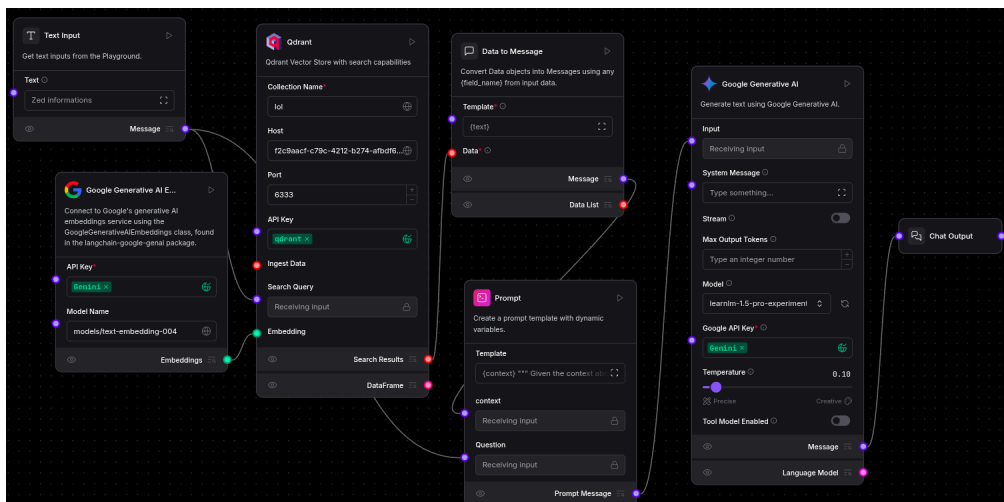 Text Input
Get text inputs from the Playground.
Text
Zed informations
Message
Google Generative AI E...
Connect to Google's generative AI
embeddings service using the
GoogleGenerativeAIEmbeddings class, found
in the langchain-google-genai package.
API Key*
Gemini ×
Model Name
models/text-embedding-004
Embeddings
Qdrant
Qdrant Vector Store with search capabilities
Collection Name*
lol
Host
f2c9aacf-c79c-4212-b274-afbdf6...
Port
6333
API Key
qdrant ×
Ingest Data
Search Query
Receiving input
Embedding
Search Results
DataFrame
Data to Message
Convert Data objects into Messages using any
{field_name} from input data.
Template*
{text}
Data*
Message
Data List
Prompt
Create a prompt template with dynamic
variables.
Template
{context} """ Given the context ab
context
Receiving input
Question
Receiving input
Prompt Message
Google Generative AI
Generate text using Google Generative AI.
Input
Receiving input
System Message
Type something...
Stream
Max Output Tokens
Type an integer number
Model
learnlm-1.5-pro-experiment
Google API Key*
Gemini ×
Temperature 0.10
Precise Creative
Tool Model Enabled
Message
Language Model
Chat Output